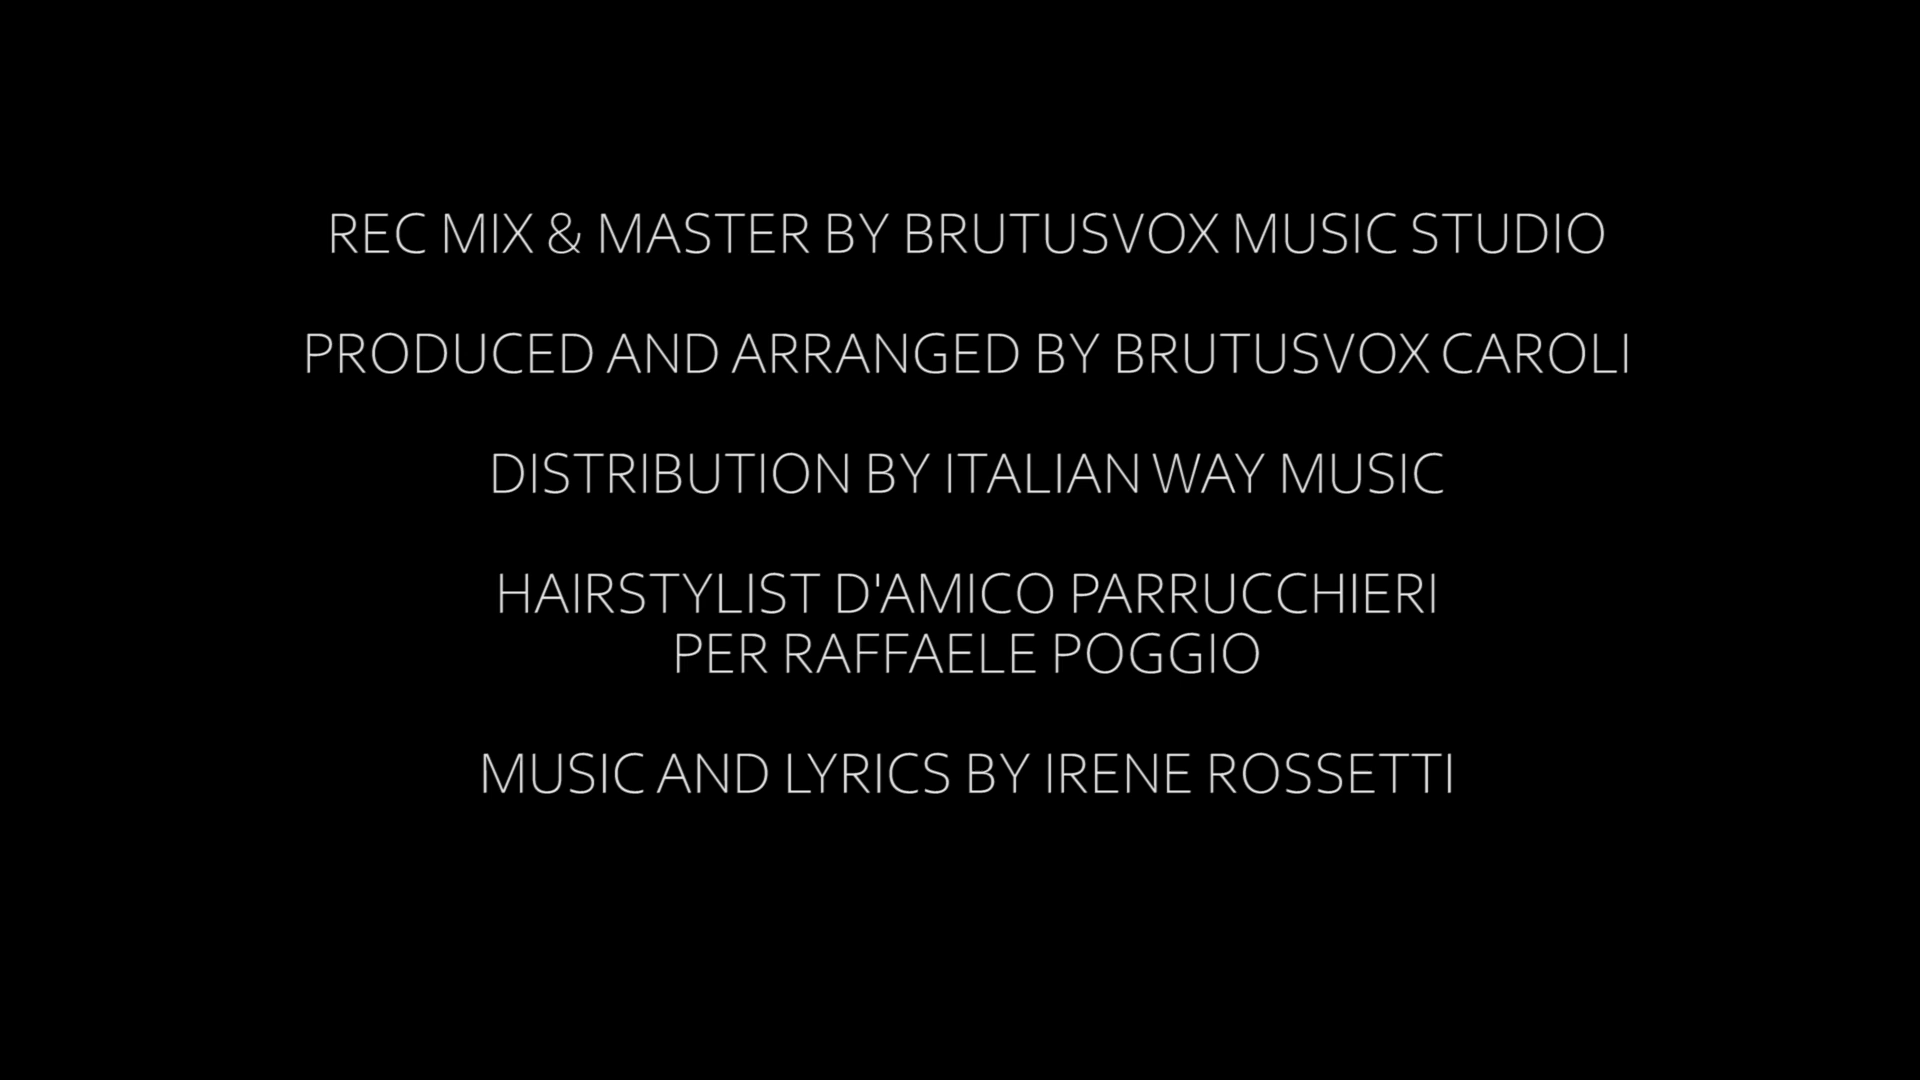 REC MIX & MASTER BY BRUTUSVOX MUSIC STUDIO
PRODUCED AND ARRANGED BY BRUTUSVOX CAROLI
DISTRIBUTION BY ITALIAN WAY MUSIC
HAIRSTYLIST D'AMICO PARRUCCHIERI
PER RAFFAELE POGGIO
MUSIC AND LYRICS BY IRENE ROSSETTI